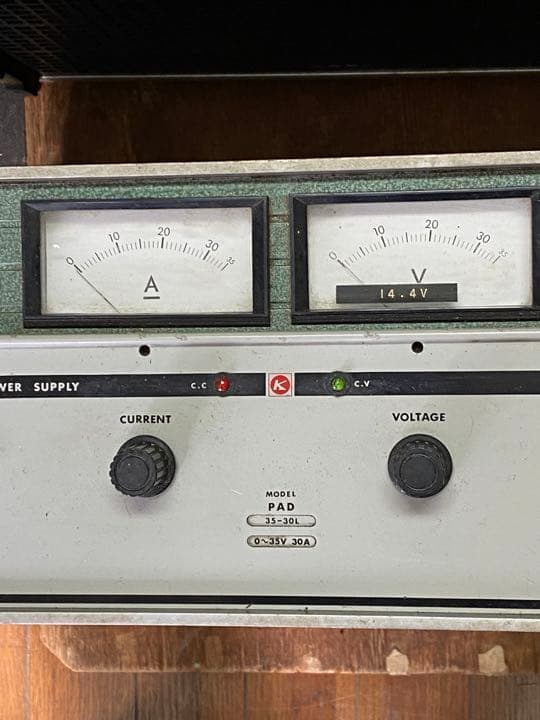 0 10 20 30 35
A
0 10 20 30 35
V
14.4V
WER SUPPLY
C.C
K
C.V
CURRENT
VOLTAGE
MODEL
PAD
35-30L
0~35V 30A